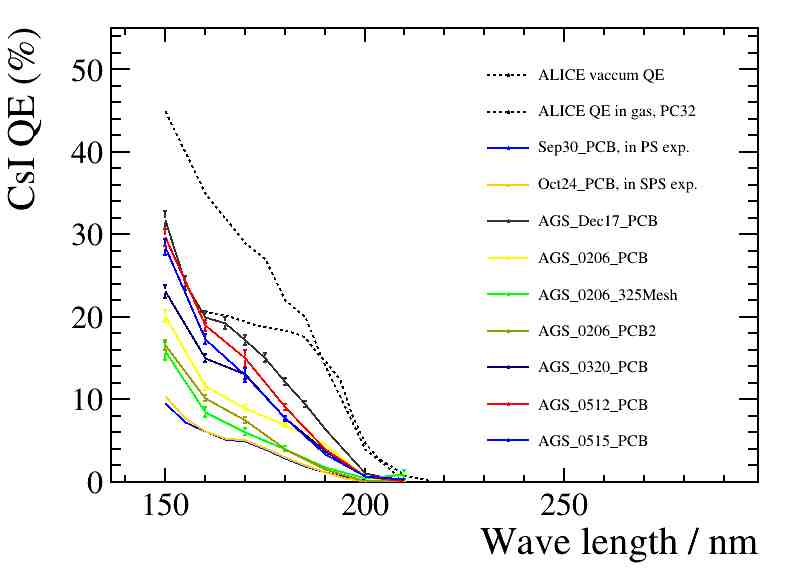 CsI QE (%)
50
40
30
20
10
0
150
200
250
Wave length / nm
ALICE vaccum QE
ALICE QE in gas, PC32
Sep30_PCB, in PS exp.
Oct24_PCB, in SPS exp.
AGS_Dec17_PCB
AGS_0206_PCB
AGS_0206_325Mesh
AGS_0206_PCB2
AGS_0320_PCB
AGS_0512_PCB
AGS_0515_PCB